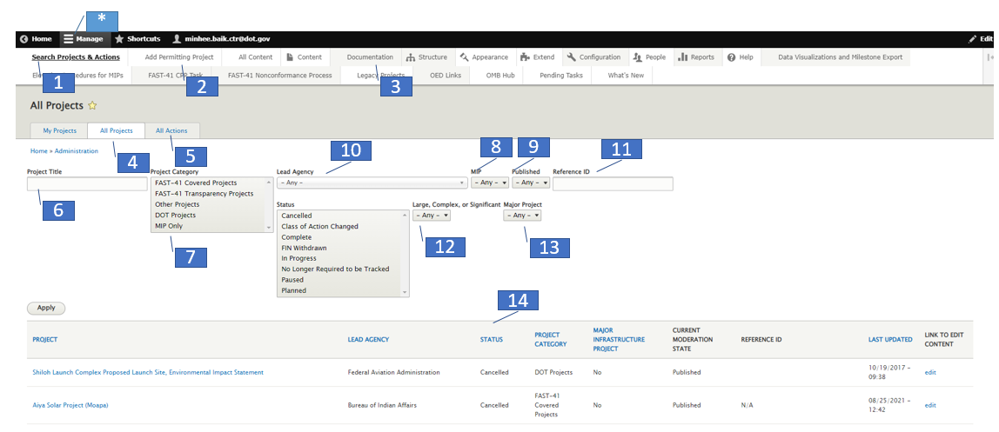 *
Home Manage Shortcuts minhee.baik.ctr@dot.gov Edit
Search Projects & Actions Add Permitting Project All Content Content Documentation Structure Appearance Extend Configuration People Reports Help Data Visualizations and Milestone Export
1 2 3
for MIPs FAST-41 Task FAST-41 Nonconformance Process Legacy Projects OED Links OMB Hub Pending Tasks What's New
All Projects
My Projects All Projects All Actions
Home » Administration
4 5 10 8 9 11
Project Title Project Category Lead Agency MIP Published Reference ID
- Any - - Any - - Any -
FAST-41 Covered Projects
FAST-41 Transparency Projects
Other Projects
DOT Projects
MIP Only
6
7
Status Large, Complex, or Significant Major Project
- Any - - Any -
Cancelled
Class of Action Changed
Complete
FIN Withdrawn
In Progress
No Longer Required to be Tracked
Paused
Planned
12 13
14
Apply
PROJECT LEAD AGENCY STATUS PROJECT CATEGORY MAJOR INFRASTRUCTURE PROJECT CURRENT MODERATION STATE REFERENCE ID LAST UPDATED LINK TO EDIT CONTENT
Shiloh Launch Complex Proposed Launch Site, Environmental Impact Statement Federal Aviation Administration Cancelled DOT Projects No Published 10/19/2017 - 09:38 edit
Aiya Solar Project (Moapa) Bureau of Indian Affairs Cancelled FAST-41 Covered Projects No Published N/A 08/25/2021 - 12:42 edit